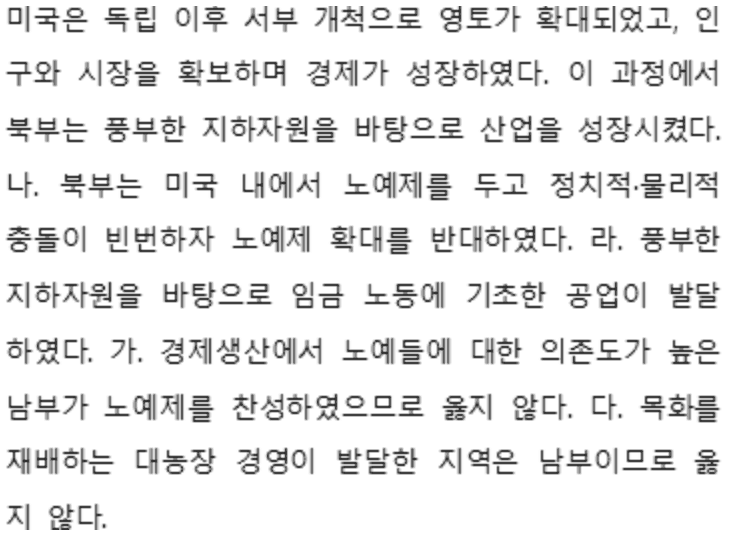 미국은 독립 이후 서부 개척으로 영토가 확대되었고, 인
구와 시장을 확보하며 경제가 성장하였다. 이 과정에서
북부는 풍부한 지하자원을 바탕으로 산업을 성장시켰다.
나. 북부는 미국 내에서 노예제를 두고 정치적·물리적
충돌이 빈번하자 노예제 확대를 반대하였다. 라. 풍부한
지하자원을 바탕으로 임금 노동에 기초한 공업이 발달
하였다. 가. 경제생산에서 노예들에 대한 의존도가 높은
남부가 노예제를 찬성하였으므로 옳지 않다. 다. 목화를
재배하는 대농장 경영이 발달한 지역은 남부이므로 옳
지 않다.